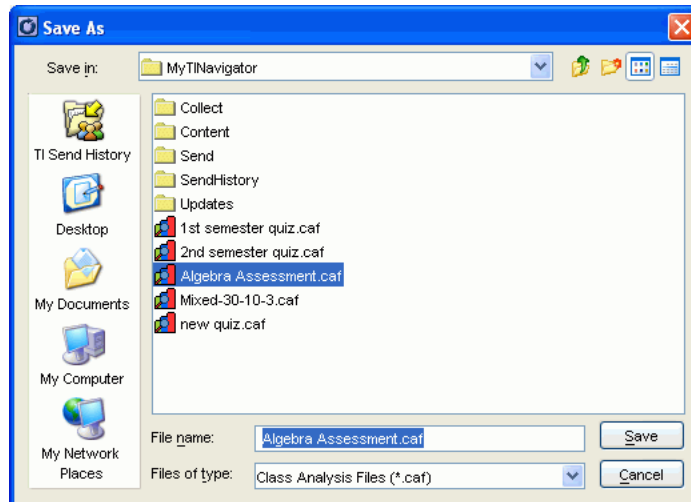 Save As
Save in:
MyTINavigator
TI Send History
Desktop
My Documents
My Computer
My Network
Places
Collect
Content
Send
SendHistory
Updates
1st semester quiz.caf
2nd semester quiz.caf
Algebra Assessment.caf
Mixed-30-10-3.caf
new quiz.caf
File name:
Algebra Assessment.caf
Save
Files of type:
Class Analysis Files (*.caf)
Cancel